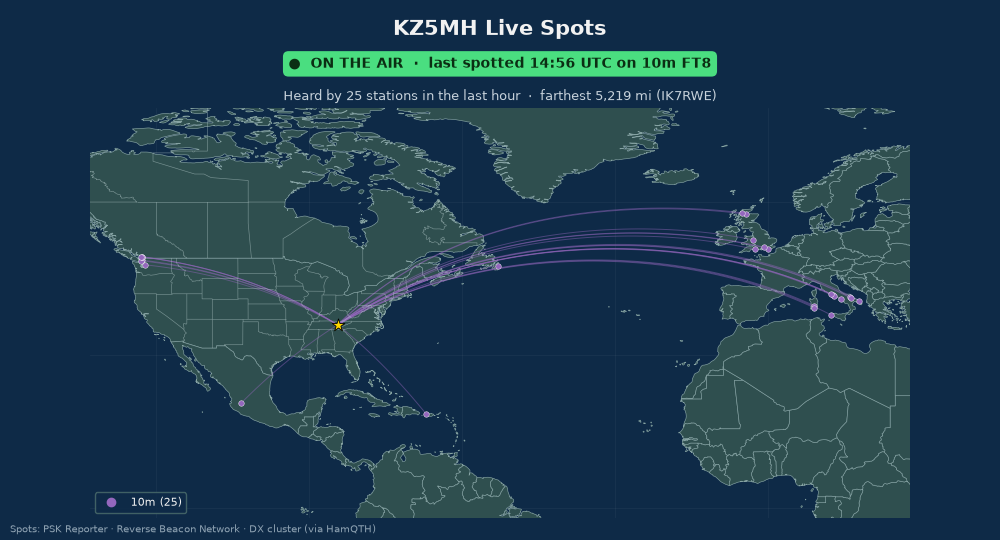 KZ5MH Live Spots
● ON THE AIR · last spotted 14:56 UTC on 10m FT8
Heard by 25 stations in the last hour · farthest 5,219 mi (IK7RWE)
10m (25)
Spots: PSK Reporter · Reverse Beacon Network · DX cluster (via HamQTH)